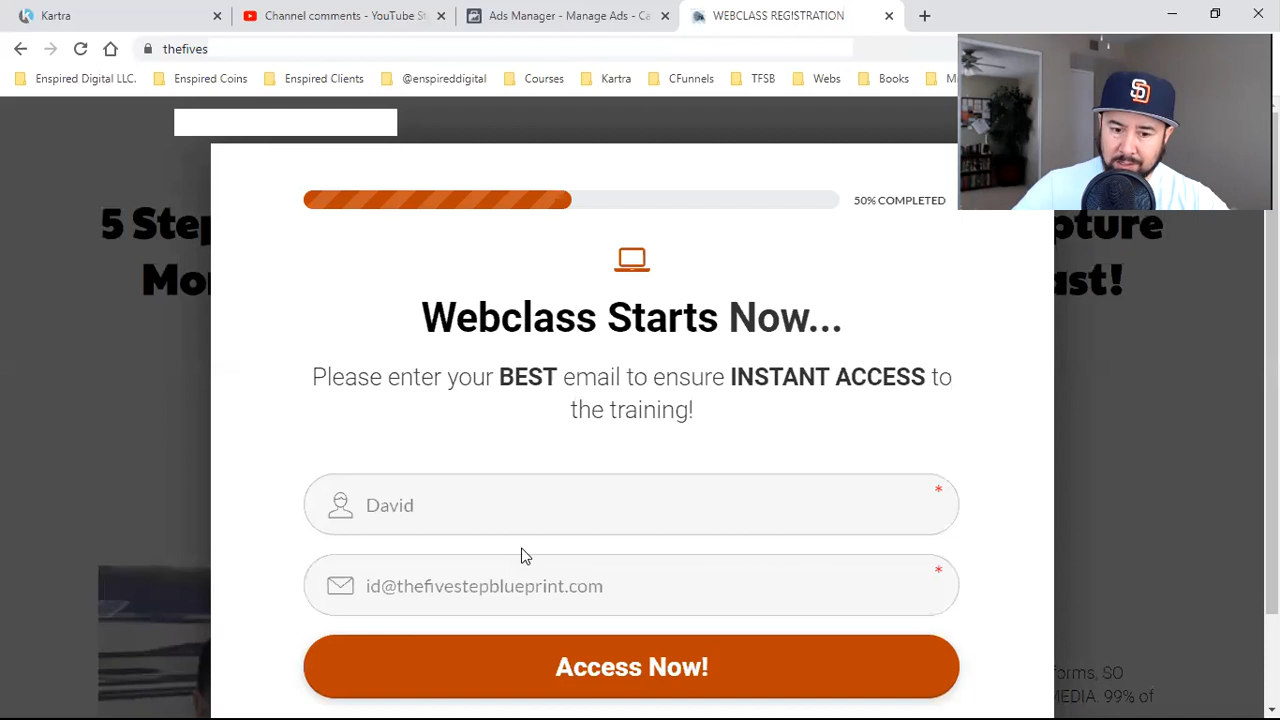 Kartra
Channel comments - YouTube St
Ads Manager - Manage Ads - Ca
WEBCLASS REGISTRATION
thefives
Enspired Digital LLC.
Enspired Coins
Enspired Clients
@enspireddigital
Courses
Kartra
CFunnels
TFSB
Webs
Books
M
50% COMPLETED
5 Step
pture
Mor
ast!
Webclass Starts Now...
Please enter your BEST email to ensure INSTANT ACCESS to
the training!
David
*
id@thefivestepblueprint.com
*
Access Now!
forms, SO
MEDIA. 99% of